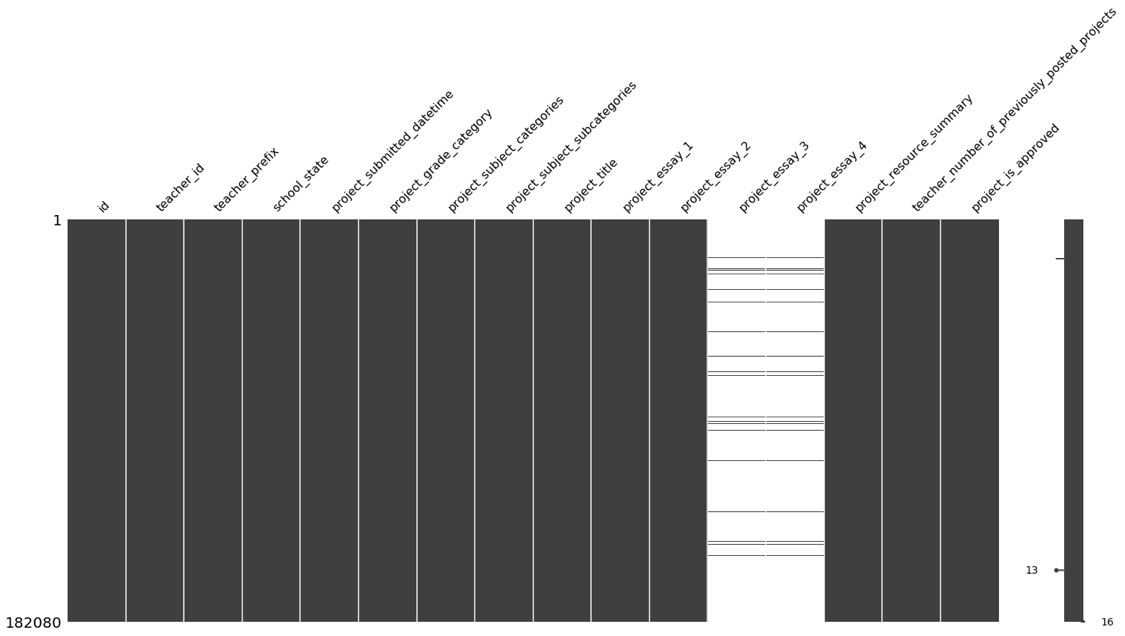 id
teacher_id
teacher_prefix
school_state
project_submitted_datetime
project_grade_category
project_subject_categories
project_subject_subcategories
project_title
project_essay_1
project_essay_2
project_essay_3
project_essay_4
project_resource_summary
teacher_number_of_previously_posted_projects
project_is_approved
1
13
182080
16